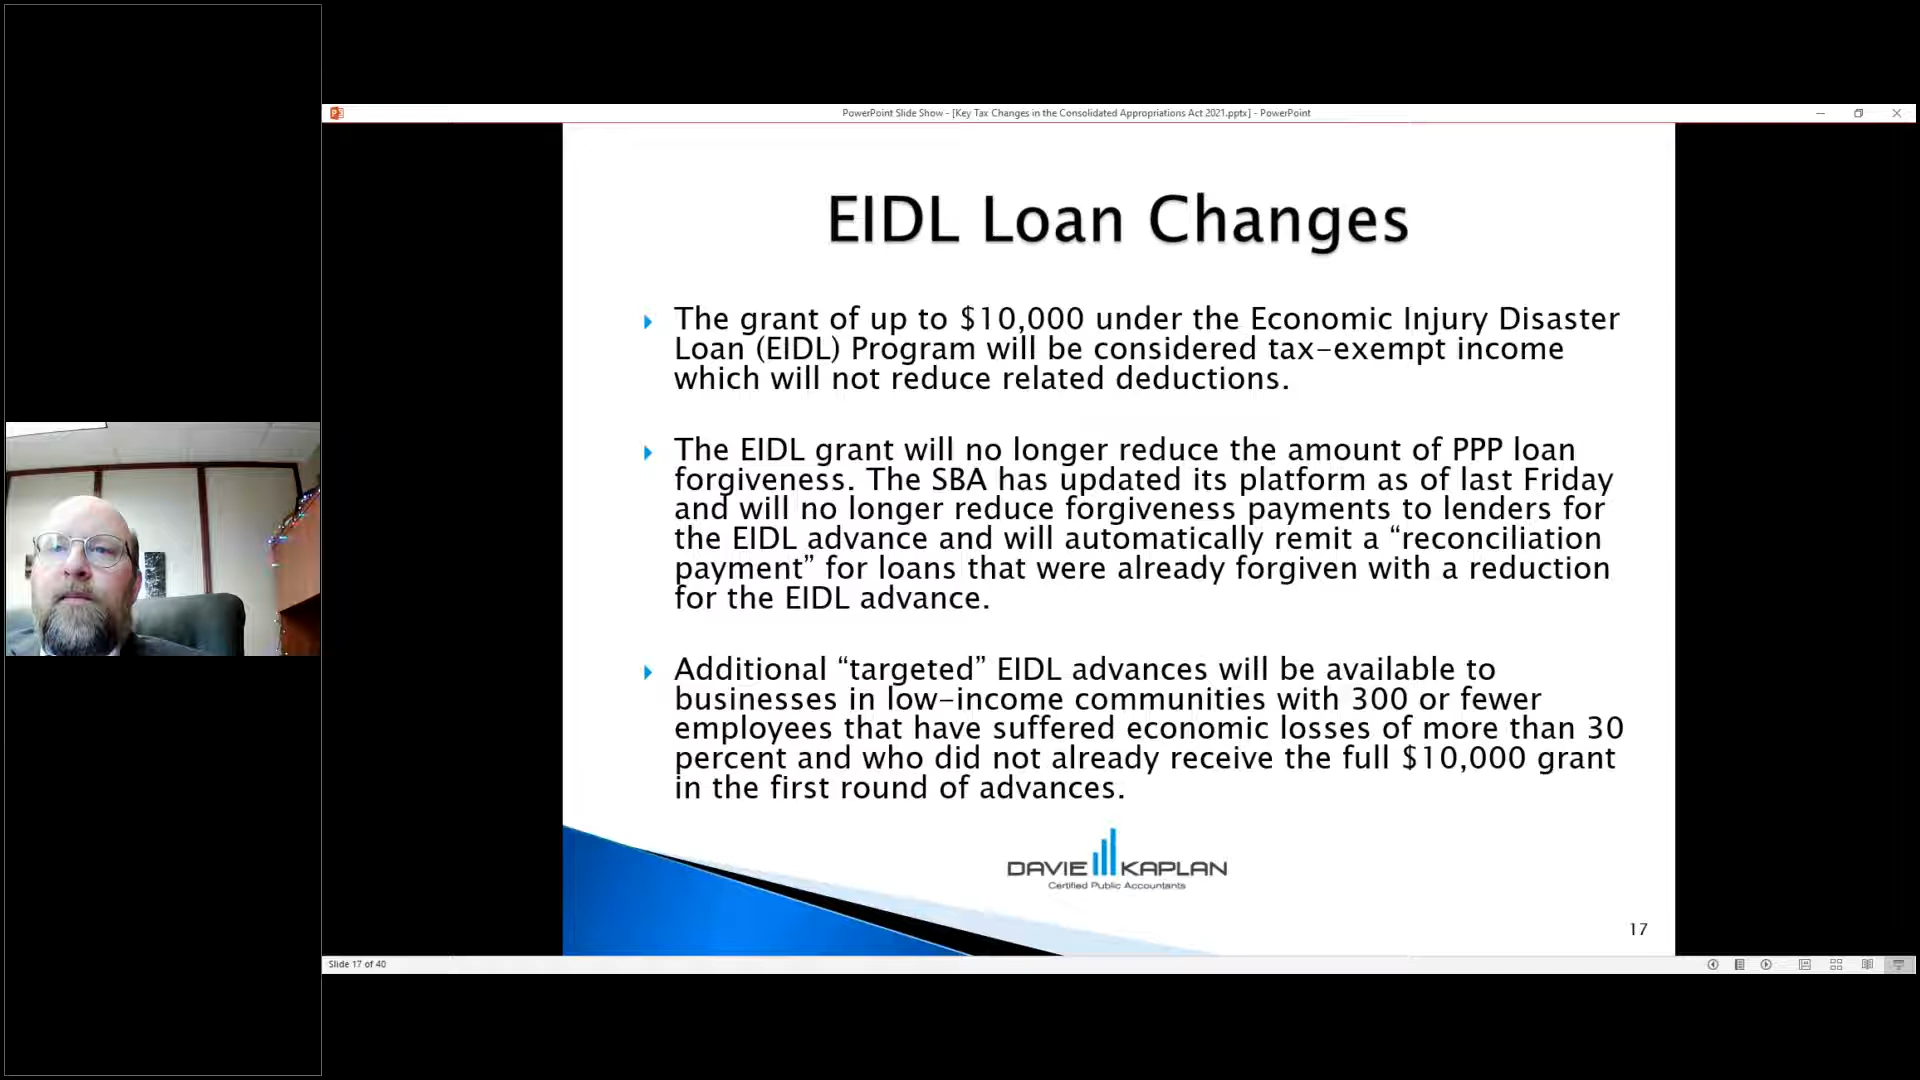 PowerPoint Slide Show - [Key Tax Changes in the Consolidated Appropriations Act 2021.pptx] - PowerPoint
EIDL Loan Changes
The grant of up to $10,000 under the Economic Injury Disaster
Loan (EIDL) Program will be considered tax-exempt income
which will not reduce related deductions.
The EIDL grant will no longer reduce the amount of PPP loan
forgiveness. The SBA has updated its platform as of last Friday
and will no longer reduce forgiveness payments to lenders for
the EIDL advance and will automatically remit a “reconciliation
payment” for loans that were already forgiven with a reduction
for the EIDL advance.
Additional “targeted” EIDL advances will be available to
businesses in low-income communities with 300 or fewer
employees that have suffered economic losses of more than 30
percent and who did not already receive the full $10,000 grant
in the first round of advances.
DAVIE KAPLAN
Certified Public Accountants
17
Slide 17 of 40